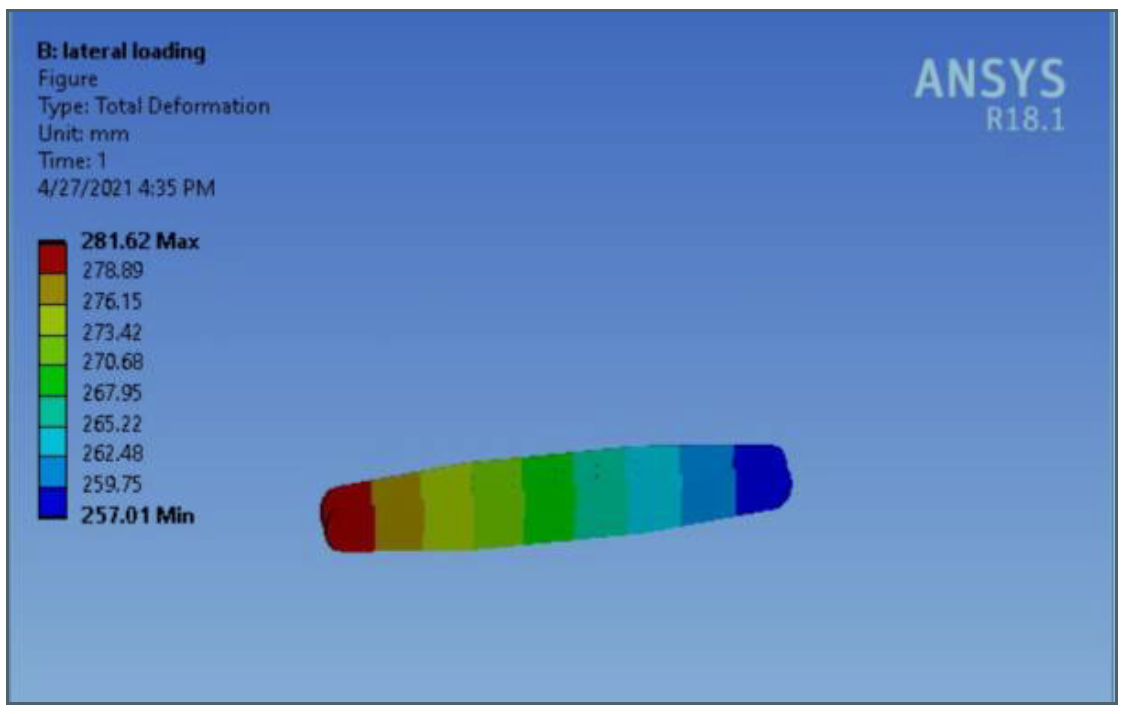 B: lateral loading
Figure
Type: Total Deformation
Unit: mm
Time: 1
4/27/2021 4:35 PM
ANSYS
R18.1
281.62 Max
278.89
276.15
273.42
270.68
267.95
265.22
262.48
259.75
257.01 Min